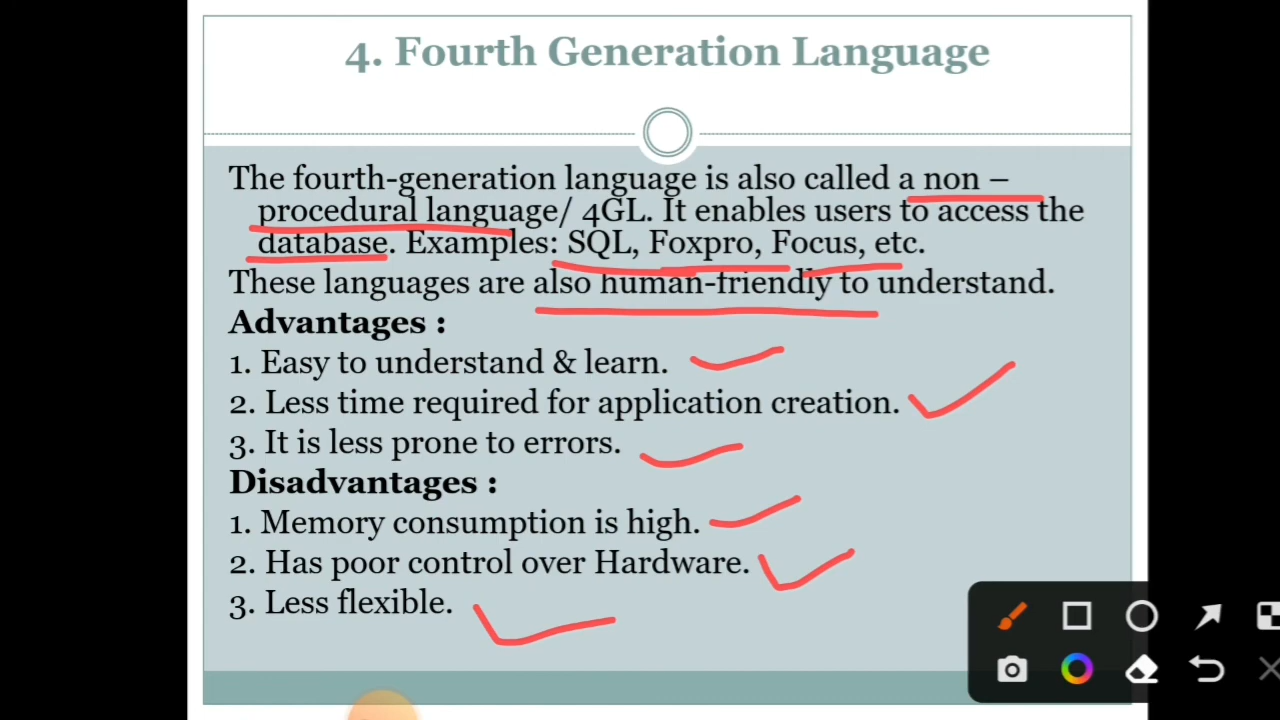 4. Fourth Generation Language
The fourth-generation language is also called a non –
procedural language/ 4GL. It enables users to access the
database. Examples: SQL, Foxpro, Focus, etc.
These languages are also human-friendly to understand.
Advantages :
1. Easy to understand & learn.
2. Less time required for application creation.
3. It is less prone to errors.
Disadvantages :
1. Memory consumption is high.
2. Has poor control over Hardware.
3. Less flexible.